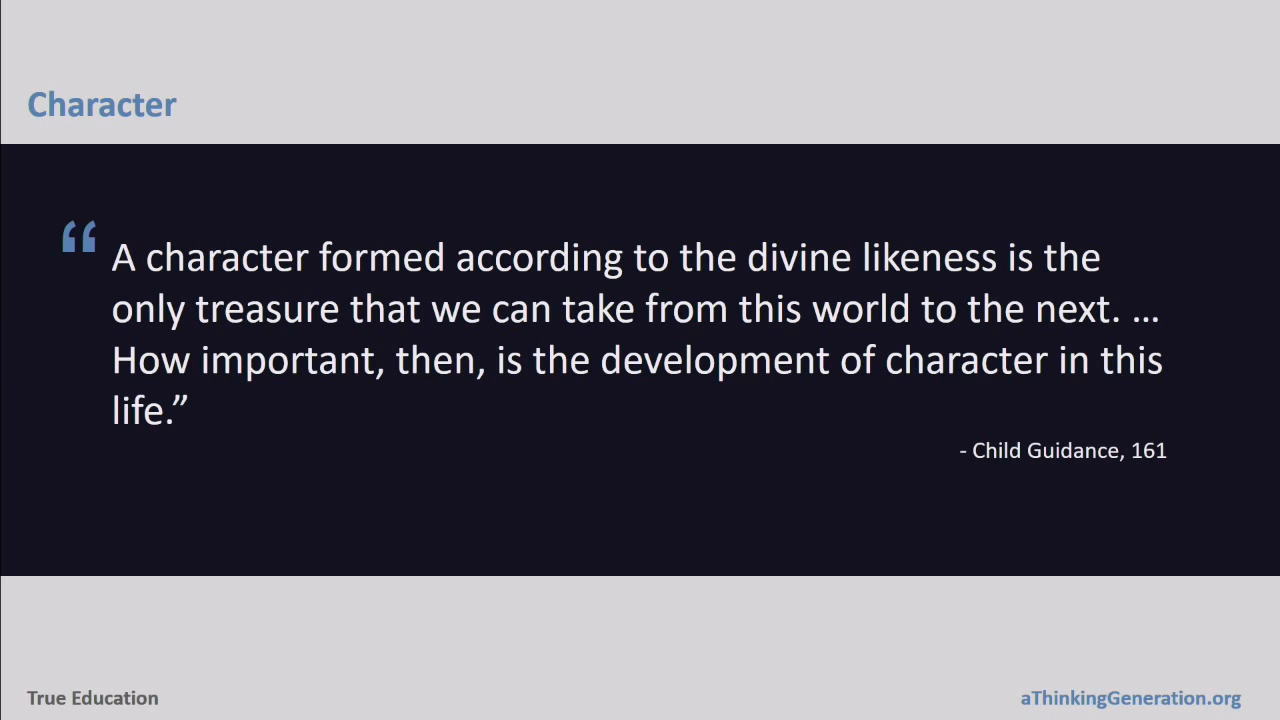 Character
“ A character formed according to the divine likeness is the
only treasure that we can take from this world to the next. …
How important, then, is the development of character in this
life.”
- Child Guidance, 161
True Education
aThinkingGeneration.org